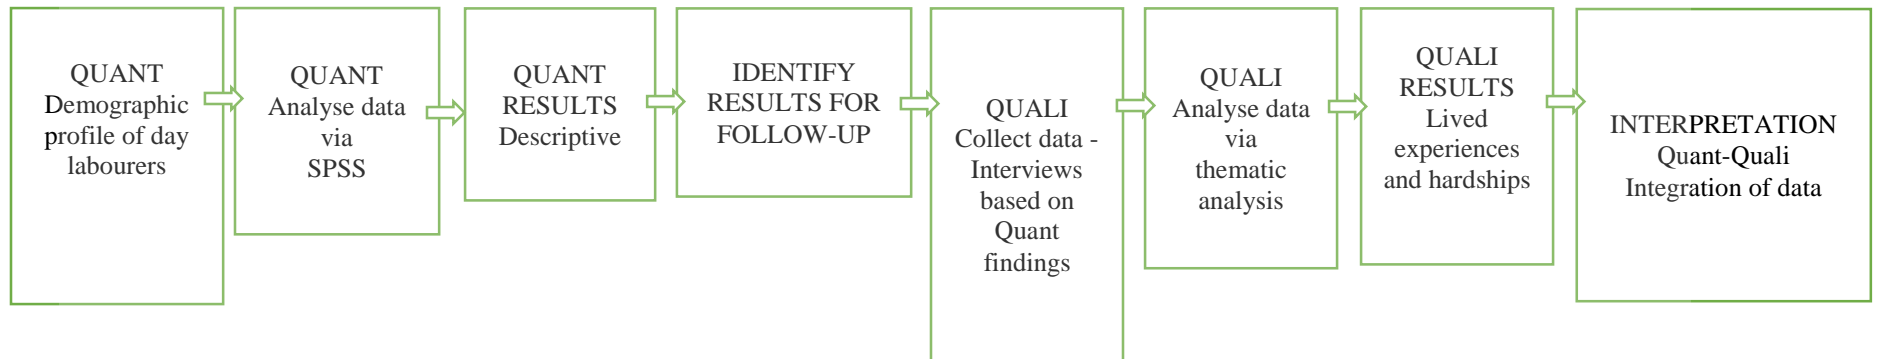 QUANT
Demographic
profile of day
labourers
QUANT
Analyse data
via
SPSS
QUANT
RESULTS
Descriptive
IDENTIFY
RESULTS FOR
FOLLOW-UP
QUALI
Collect data -
Interviews
based on
Quant
findings
QUALI
Analyse data
via
thematic
analysis
QUALI
RESULTS
Lived
experiences
and hardships
INTERPRETATION
Quant-Quali
Integration of data